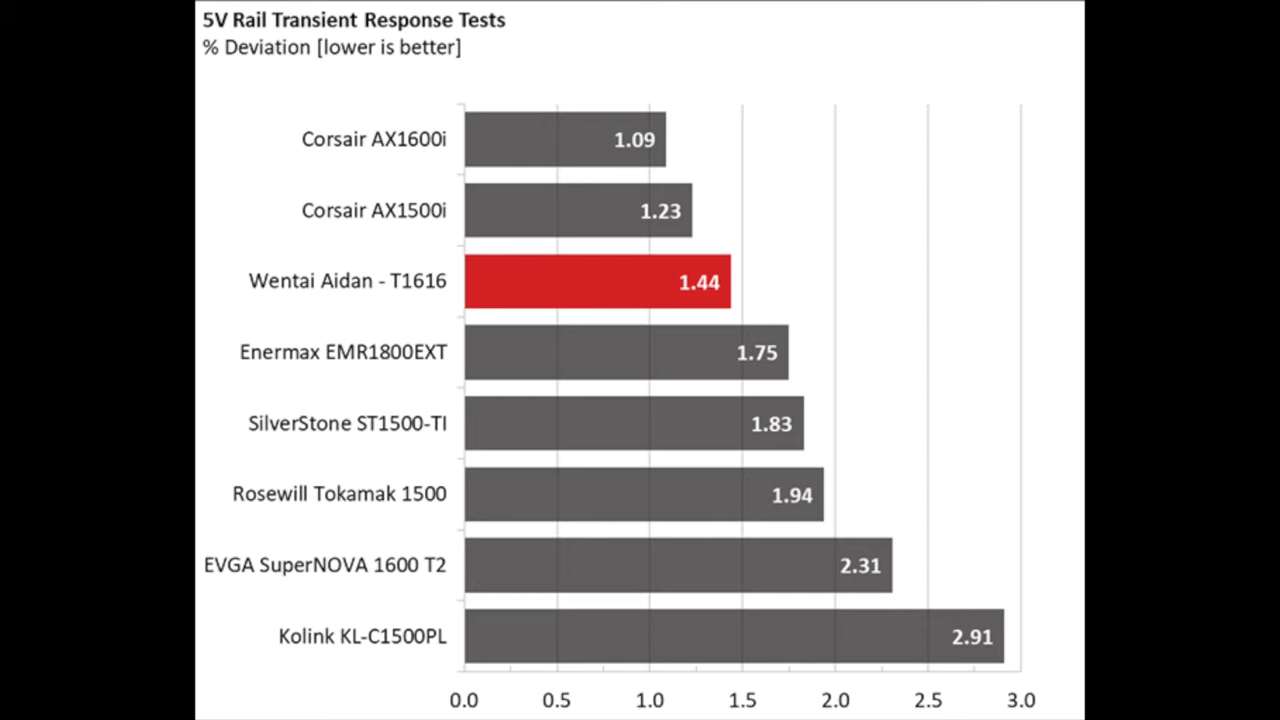 5V Rail Transient Response Tests
% Deviation [lower is better]
Corsair AX1600i 1.09
Corsair AX1500i 1.23
Wentai Aidan - T1616 1.44
Enermax EMR1800EXT 1.75
SilverStone ST1500-TI 1.83
Rosewill Tokamak 1500 1.94
EVGA SuperNOVA 1600 T2 2.31
Kolink KL-C1500PL 2.91
0.0 0.5 1.0 1.5 2.0 2.5 3.0